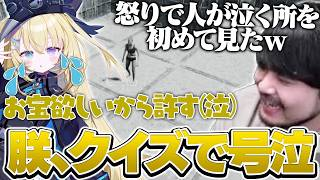 怒りで人が泣く所を
初めて見たw
お宝欲しいから許す(泣)
朕、クイズで号泣